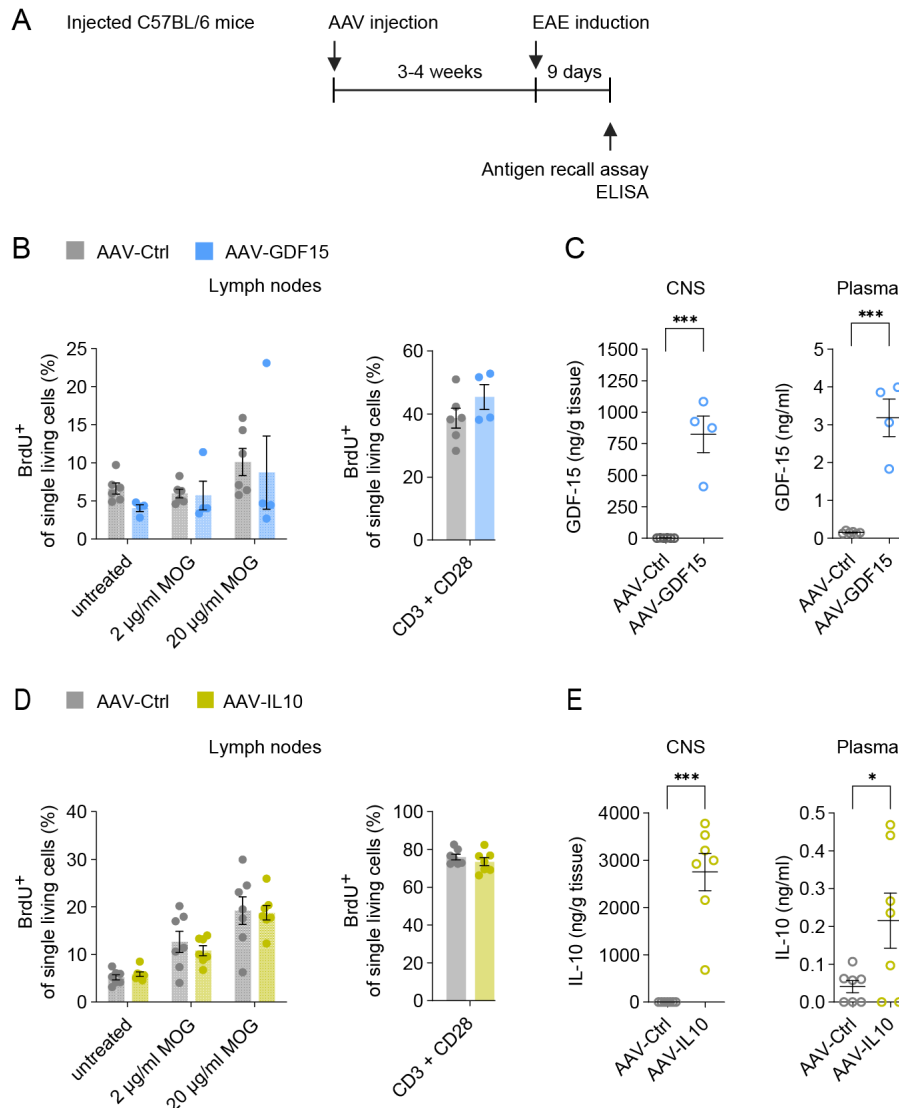 A
Injected C57BL/6 mice
AAV injection
EAE induction
3-4 weeks
9 days
Antigen recall assay
ELISA
B
AAV-Ctrl
AAV-GDF15
Lymph nodes
BrdU+
of single living cells (%)
25
20
15
10
5
0
untreated
2 µg/ml MOG
20 µg/ml MOG
BrdU+
of single living cells (%)
60
40
20
0
CD3 + CD28
C
CNS
***
GDF-15 (ng/g tissue)
1500
1250
1000
750
500
250
0
AAV-Ctrl
AAV-GDF15
Plasma
***
GDF-15 (ng/ml)
5
4
3
2
1
0
AAV-Ctrl
AAV-GDF15
D
AAV-Ctrl
AAV-IL10
Lymph nodes
BrdU+
of single living cells (%)
40
30
20
10
0
untreated
2 µg/ml MOG
20 µg/ml MOG
BrdU+
of single living cells (%)
100
80
60
40
20
0
CD3 + CD28
E
CNS
***
IL-10 (ng/g tissue)
4000
3000
2000
1000
0
AAV-Ctrl
AAV-IL10
Plasma
*
IL-10 (ng/ml)
0.5
0.4
0.3
0.2
0.1
0.0
AAV-Ctrl
AAV-IL10